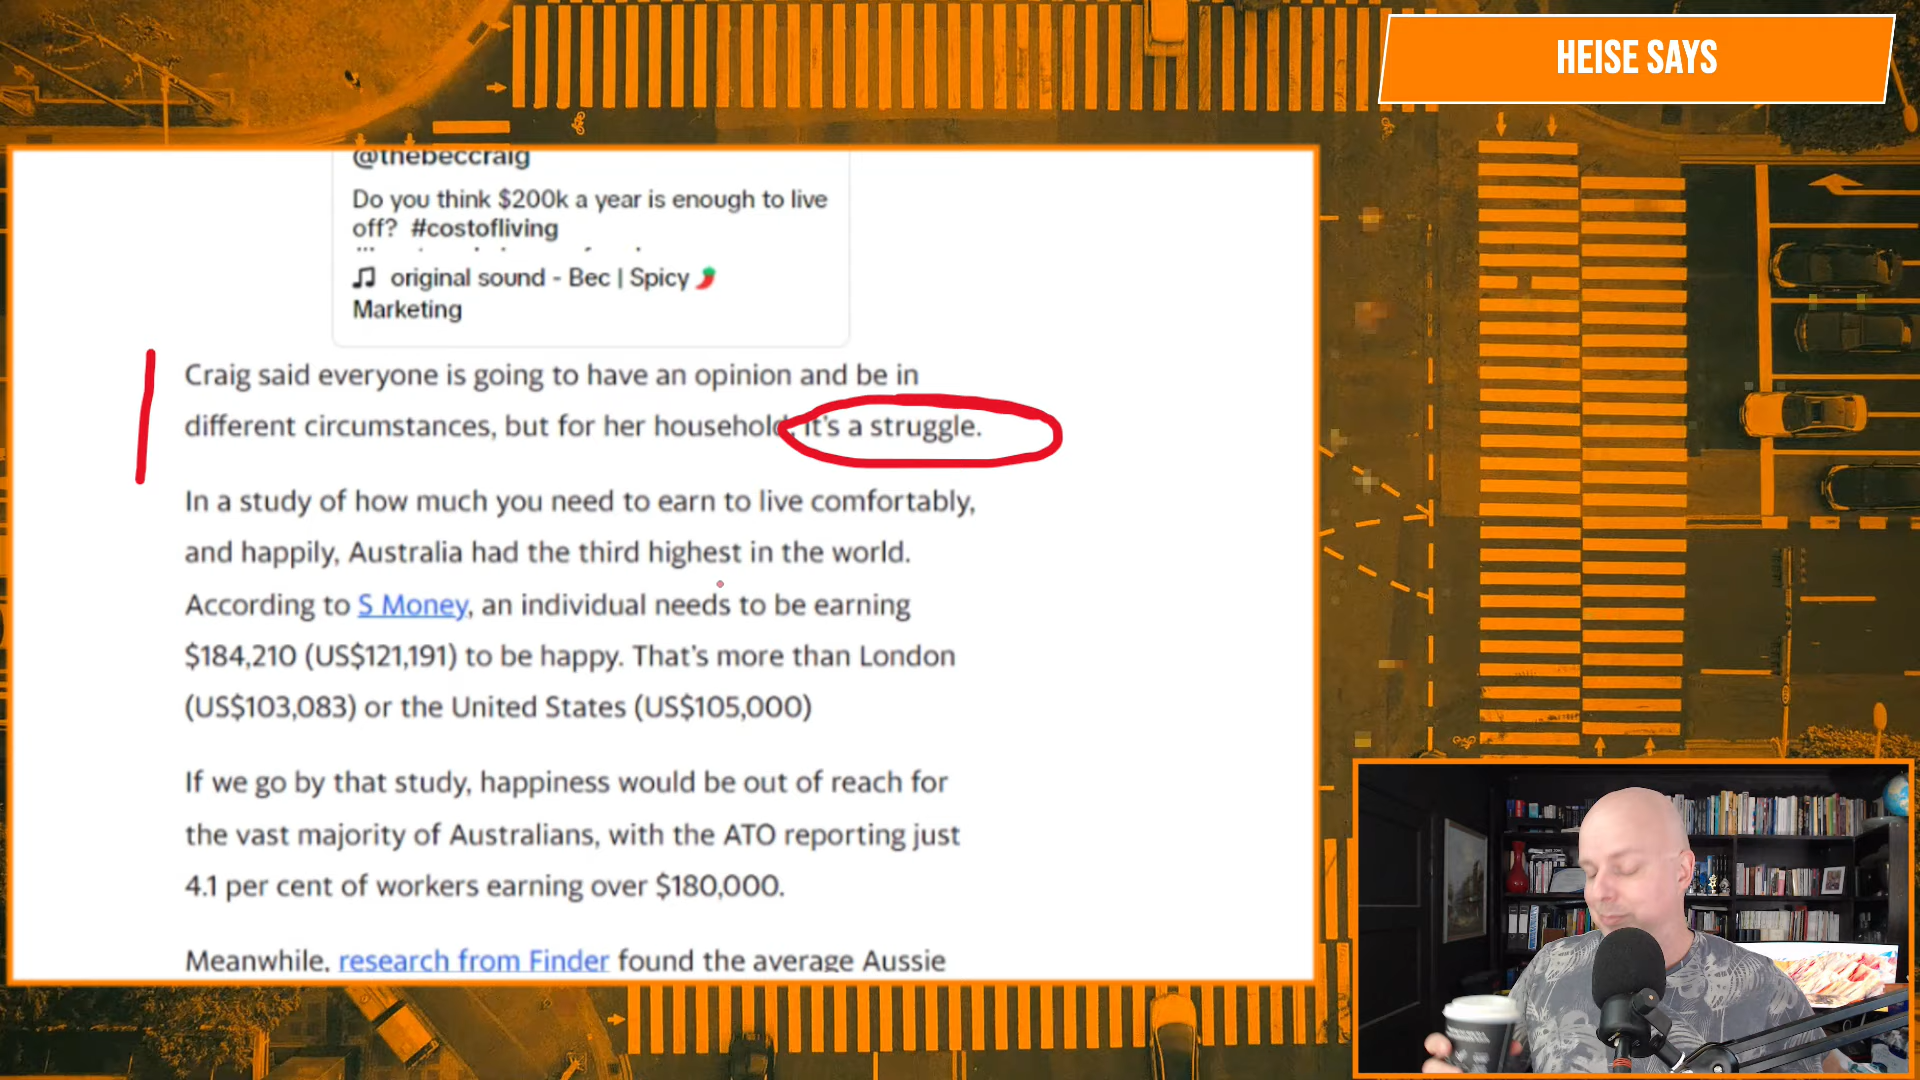 HEISE SAYS
@thebeccraig
Do you think $200k a year is enough to live
off? #costofliving
original sound - Bec | Spicy 🌶
Marketing
Craig said everyone is going to have an opinion and be in
different circumstances, but for her household, it's a struggle.
In a study of how much you need to earn to live comfortably,
and happily, Australia had the third highest in the world.
According to S Money, an individual needs to be earning
$184,210 (US$121,191) to be happy. That's more than London
(US$103,083) or the United States (US$105,000)
If we go by that study, happiness would be out of reach for
the vast majority of Australians, with the ATO reporting just
4.1 per cent of workers earning over $180,000.
Meanwhile, research from Finder found the average Aussie